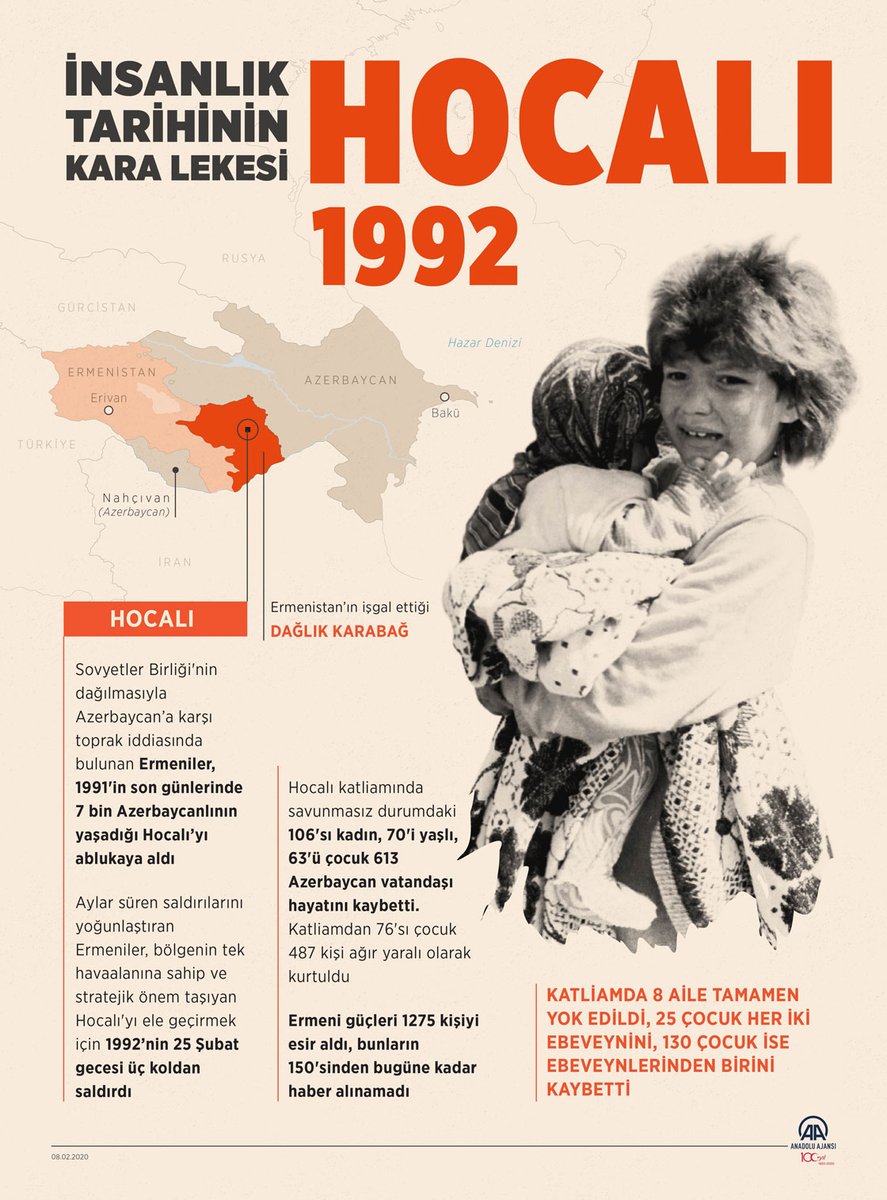 İNSANLIK
TARİHİNİN
KARA LEKESİ
HOCALI
1992
RUSYA
GÜRCİSTAN
Hazar Denizi
ERMENİSTAN
AZERBAYCAN
Erivan
Bakü
TÜRKİYE
Nahçıvan
(Azerbaycan)
İRAN
HOCALI
Ermenistan’ın işgal ettiği
DAĞLIK KARABAĞ
Sovyetler Birliği'nin
dağılmasıyla
Azerbaycan’a karşı
toprak iddiasında
bulunan Ermeniler,
1991'in son günlerinde
7 bin Azerbaycanlının
yaşadığı Hocalı’yı
ablukaya aldı
Aylar süren saldırılarını
yoğunlaştıran
Ermeniler, bölgenin tek
havaalanına sahip ve
stratejik önem taşıyan
Hocalı'yı ele geçirmek
için 1992’nin 25 Şubat
gecesi üç koldan
saldırdı
Hocalı katliamında
savunmasız durumdaki
106'sı kadın, 70'i yaşlı,
63'ü çocuk 613
Azerbaycan vatandaşı
hayatını kaybetti.
Katliamdan 76'sı çocuk
487 kişi ağır yaralı olarak
kurtuldu
Ermeni güçleri 1275 kişiyi
esir aldı, bunların
150'sinden bugüne kadar
haber alınamadı
KATLİAMDA 8 AİLE TAMAMEN
YOK EDİLDİ, 25 ÇOCUK HER İKİ
EBEVEYNİNİ, 130 ÇOCUK İSE
EBEVEYNLERİNDEN BİRİNİ
KAYBETTİ
08.02.2020
AA
ANADOLU AJANSI
100.yıl
1920-2020